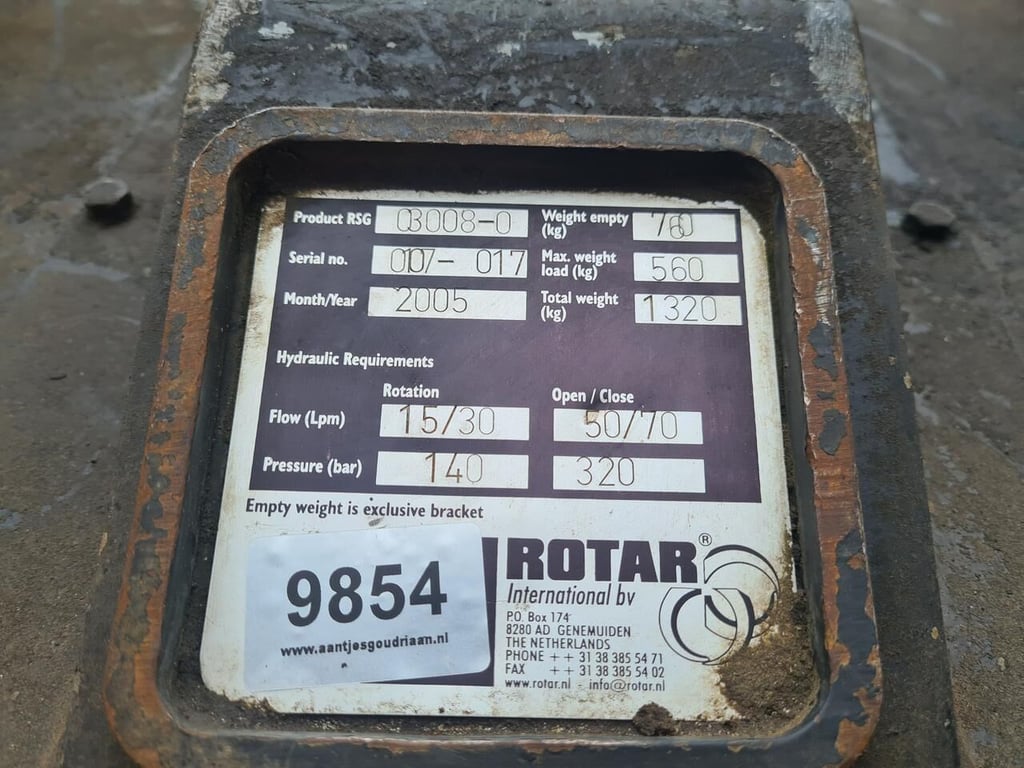 Product RSG 03008-0 Weight empty (kg) 760
Serial no. 007- 017 Max. weight load (kg) 560
Month/Year 2005 Total weight (kg) 1320
Hydraulic Requirements
Rotation Open / Close
Flow (Lpm) 15/30 50/70
Pressure (bar) 140 320
Empty weight is exclusive bracket
9854
www.aantjesgoudriaan.nl
ROTAR®
International bv
P.O. Box 174
8280 AD GENEMUIDEN
THE NETHERLANDS
PHONE ++ 31 38 385 54 71
FAX ++ 31 38 385 54 02
www.rotar.nl - info@rotar.nl